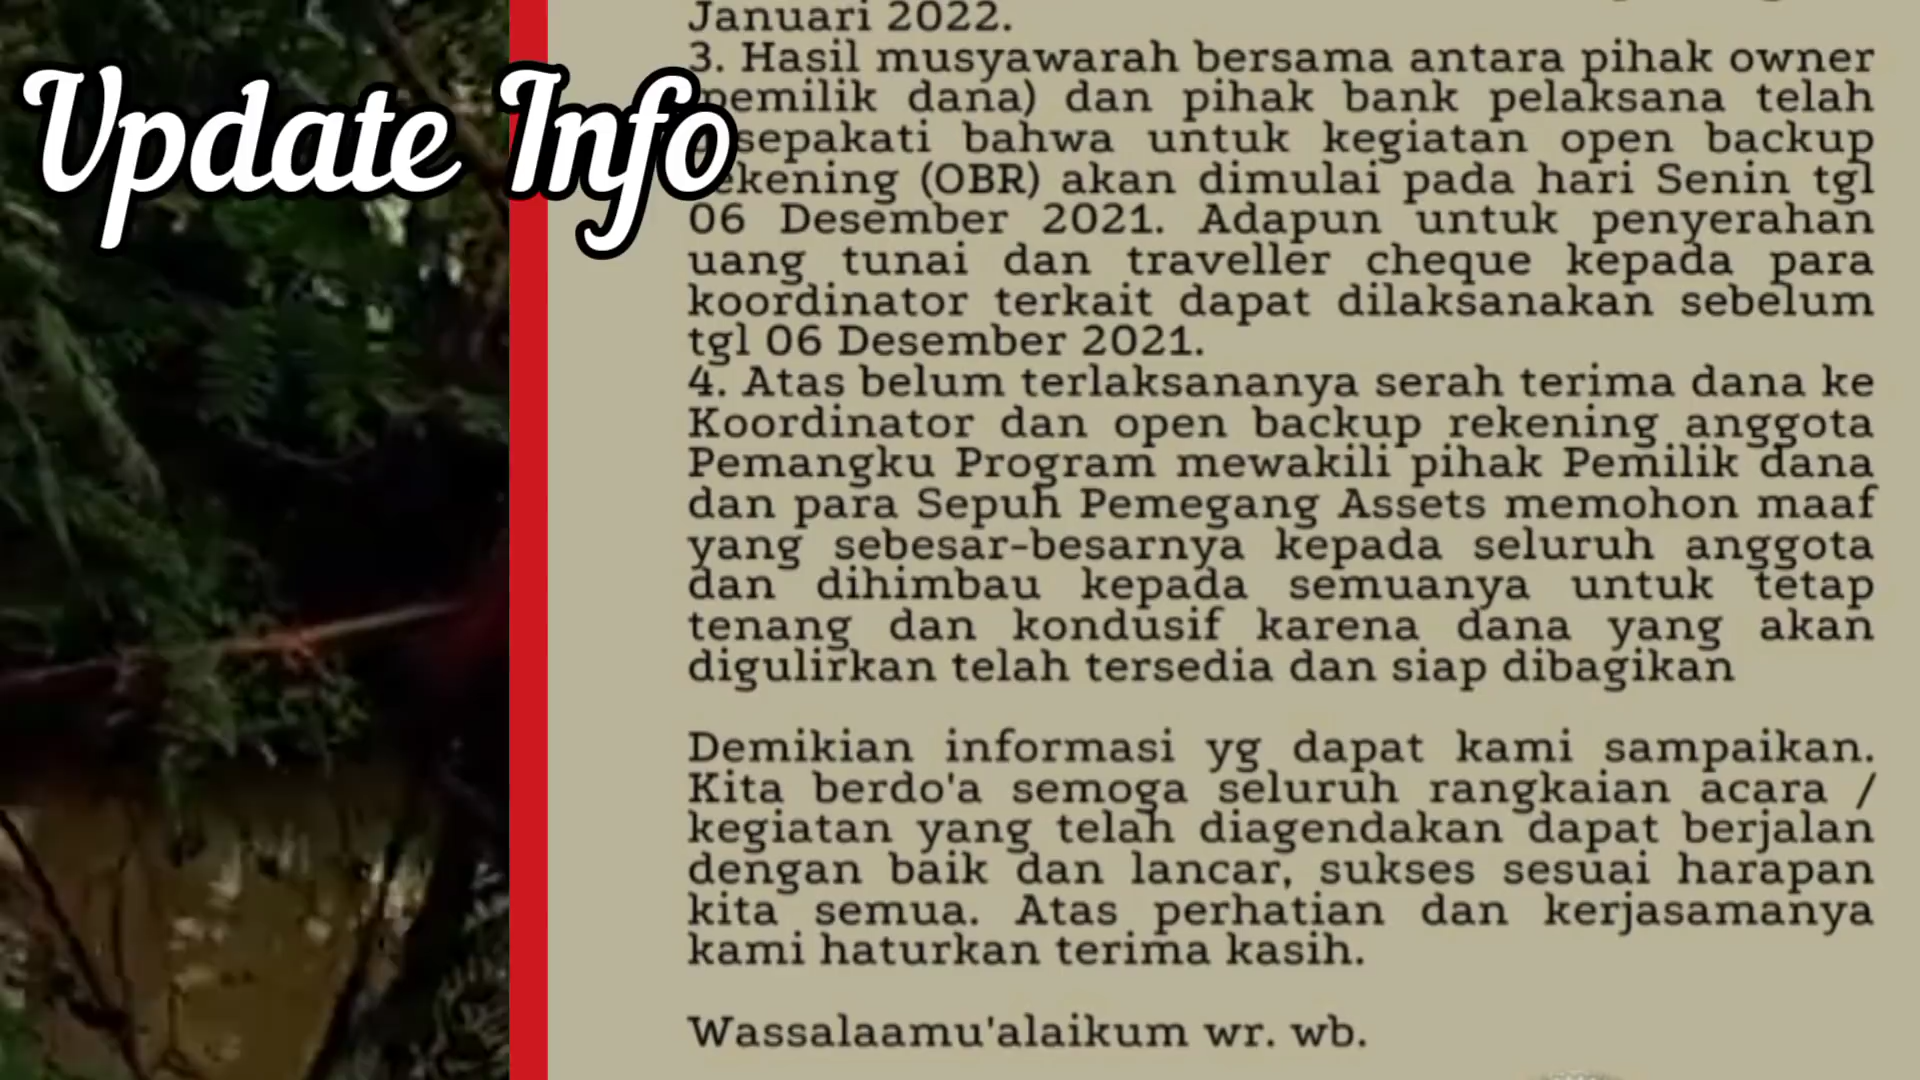 Update Info
Januari 2022.
3. Hasil musyawarah bersama antara pihak owner
pemilik dana) dan pihak bank pelaksana telah
sepakati bahwa untuk kegiatan open backup
ekening (OBR) akan dimulai pada hari Senin tgl
06 Desember 2021. Adapun untuk penyerahan
uang tunai dan traveller cheque kepada para
koordinator terkait dapat dilaksanakan sebelum
tgl 06 Desember 2021.
4. Atas belum terlaksananya serah terima dana ke
Koordinator dan open backup rekening anggota
Pemangku Program mewakili pihak Pemilik dana
dan para Sepuh Pemegang Assets memohon maaf
yang sebesar-besarnya kepada seluruh anggota
dan dihimbau kepada semuanya untuk tetap
tenang dan kondusif karena dana yang akan
digulirkan telah tersedia dan siap dibagikan
Demikian informasi yg dapat kami sampaikan.
Kita berdo'a semoga seluruh rangkaian acara /
kegiatan yang telah diagendakan dapat berjalan
dengan baik dan lancar, sukses sesuai harapan
kita semua. Atas perhatian dan kerjasamanya
kami haturkan terima kasih.
Wassalaamu'alaikum wr. wb.